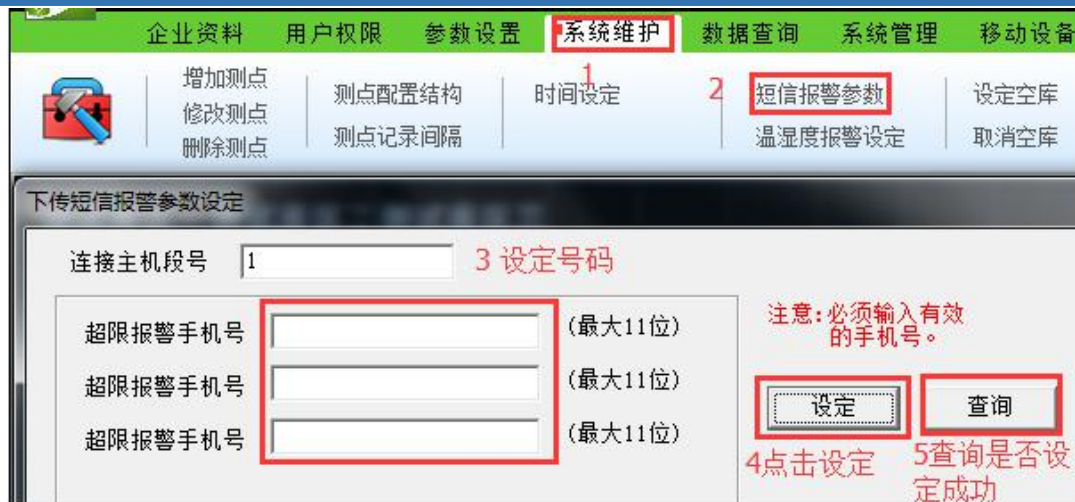 企业资料 用户权限 参数设置 系统维护 数据查询 系统管理 移动设备
1
增加测点
修改测点
删除测点
测点配置结构
测点记录间隔
时间设定
2 短信报警参数
温湿度报警设定
设定空库
取消空库
下传短信报警参数设定
连接主机段号 1
3 设定号码
超限报警手机号 (最大11位)
超限报警手机号 (最大11位)
超限报警手机号 (最大11位)
注意:必须输入有效
的手机号。
设定
查询
4点击设定
5查询是否设
定成功